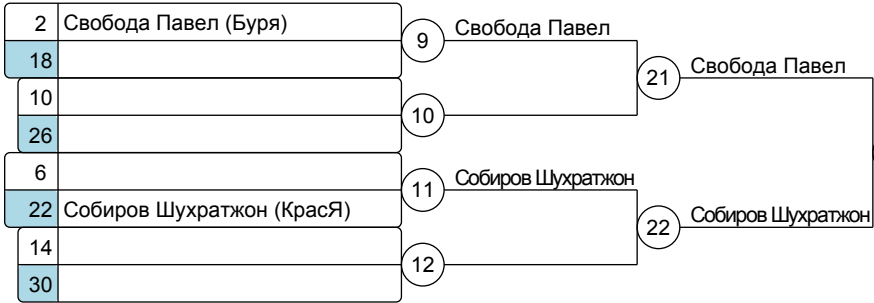 2 Свобода Павел (Буря)
18
9 Свобода Павел
10
26
10
21 Свобода Павел
6
22 Собиров Шухратжон (КрасЯ)
11 Собиров Шухратжон
14
30
12
22 Собиров Шухратжон